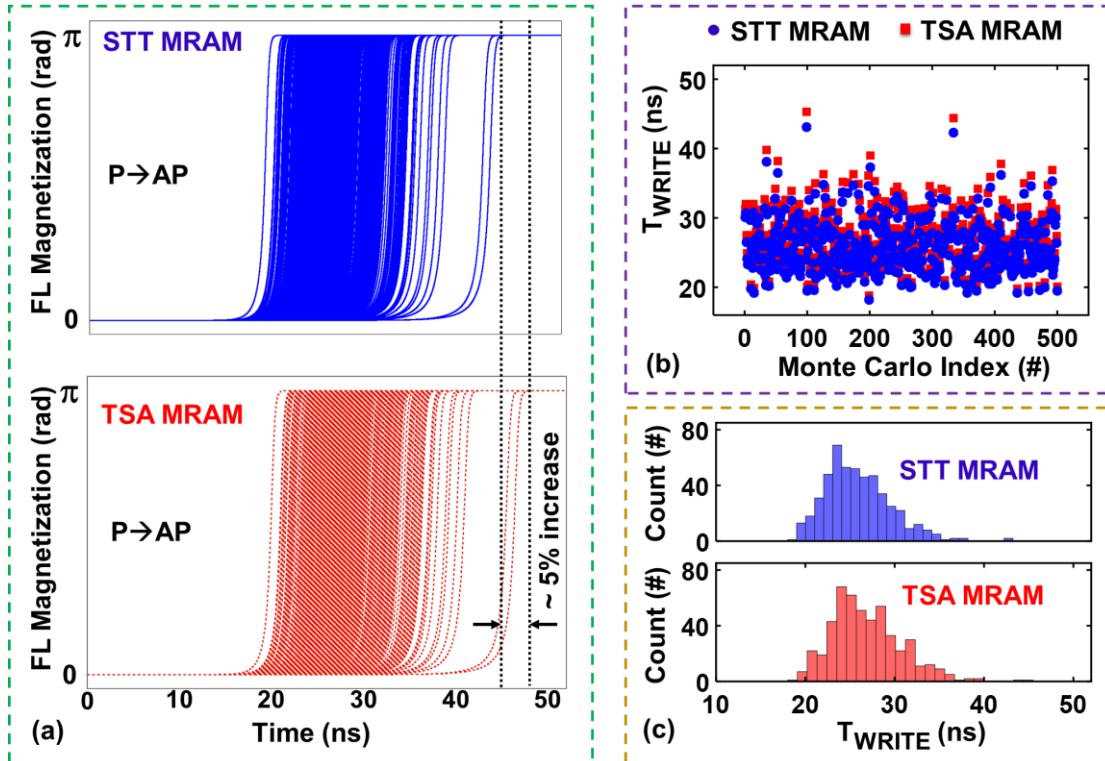 FL Magnetization (rad)
π
0
STT MRAM
P→AP
FL Magnetization (rad)
π
0
TSA MRAM
P→AP
~ 5% increase
0 10 20 30 40 50
Time (ns)
(a)
STT MRAM TSA MRAM
T_WRITE (ns)
50
40
30
20
0 100 200 300 400 500
Monte Carlo Index (#)
(b)
Count (#)
80
40
0
STT MRAM
Count (#)
80
40
0
TSA MRAM
10 20 30 40 50
T_WRITE (ns)
(c)